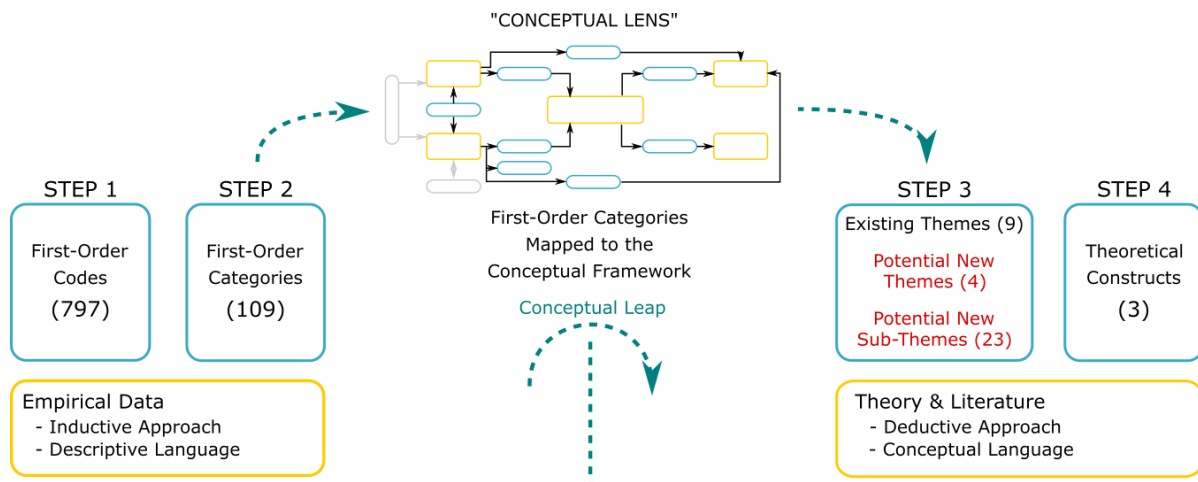 "CONCEPTUAL LENS"
STEP 1
First-Order
Codes
(797)
STEP 2
First-Order
Categories
(109)
Empirical Data
- Inductive Approach
- Descriptive Language
First-Order Categories
Mapped to the
Conceptual Framework
Conceptual Leap
STEP 3
Existing Themes (9)
Potential New
Themes (4)
Potential New
Sub-Themes (23)
STEP 4
Theoretical
Constructs
(3)
Theory & Literature
- Deductive Approach
- Conceptual Language